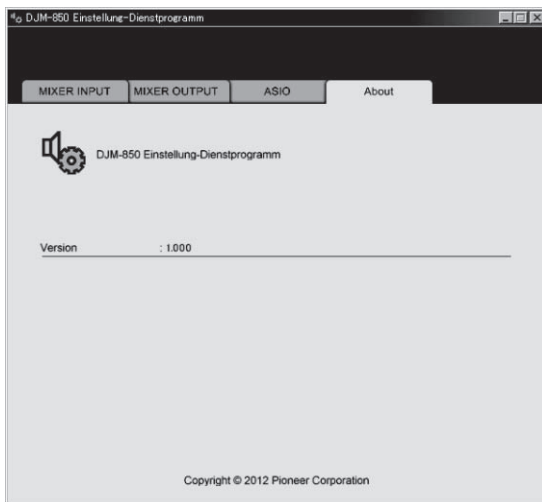 DJM-850 Einstellung-Dienstprogramm
MIXER INPUT MIXER OUTPUT ASIO About
DJM-850 Einstellung-Dienstprogramm
Version : 1.000
Copyright © 2012 Pioneer Corporation